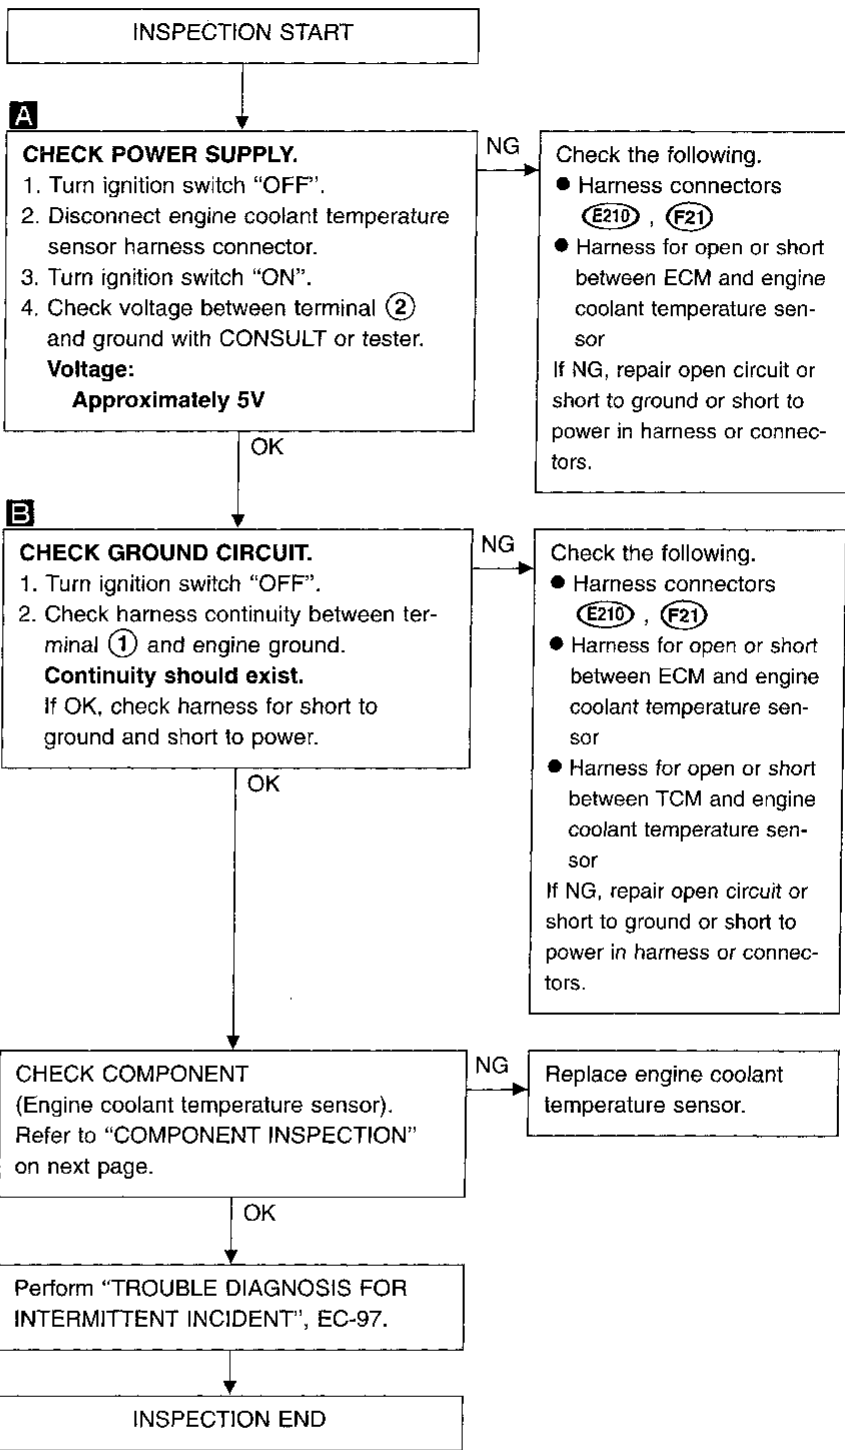 INSPECTION START
A
CHECK POWER SUPPLY.
1. Turn ignition switch “OFF”.
2. Disconnect engine coolant temperature
sensor harness connector.
3. Turn ignition switch “ON”.
4. Check voltage between terminal ②
and ground with CONSULT or tester.
Voltage:
Approximately 5V
NG
Check the following.
● Harness connectors
E210 , F21
● Harness for open or short
between ECM and engine
coolant temperature sen-
sor
If NG, repair open circuit or
short to ground or short to
power in harness or connec-
tors.
OK
B
CHECK GROUND CIRCUIT.
1. Turn ignition switch “OFF”.
2. Check harness continuity between ter-
minal ① and engine ground.
Continuity should exist.
If OK, check harness for short to
ground and short to power.
NG
Check the following.
● Harness connectors
E210 , F21
● Harness for open or short
between ECM and engine
coolant temperature sen-
sor
● Harness for open or short
between TCM and engine
coolant temperature sen-
sor
If NG, repair open circuit or
short to ground or short to
power in harness or connec-
tors.
OK
CHECK COMPONENT
(Engine coolant temperature sensor).
Refer to “COMPONENT INSPECTION”
on next page.
NG
Replace engine coolant
temperature sensor.
OK
Perform “TROUBLE DIAGNOSIS FOR
INTERMITTENT INCIDENT”, EC-97.
INSPECTION END